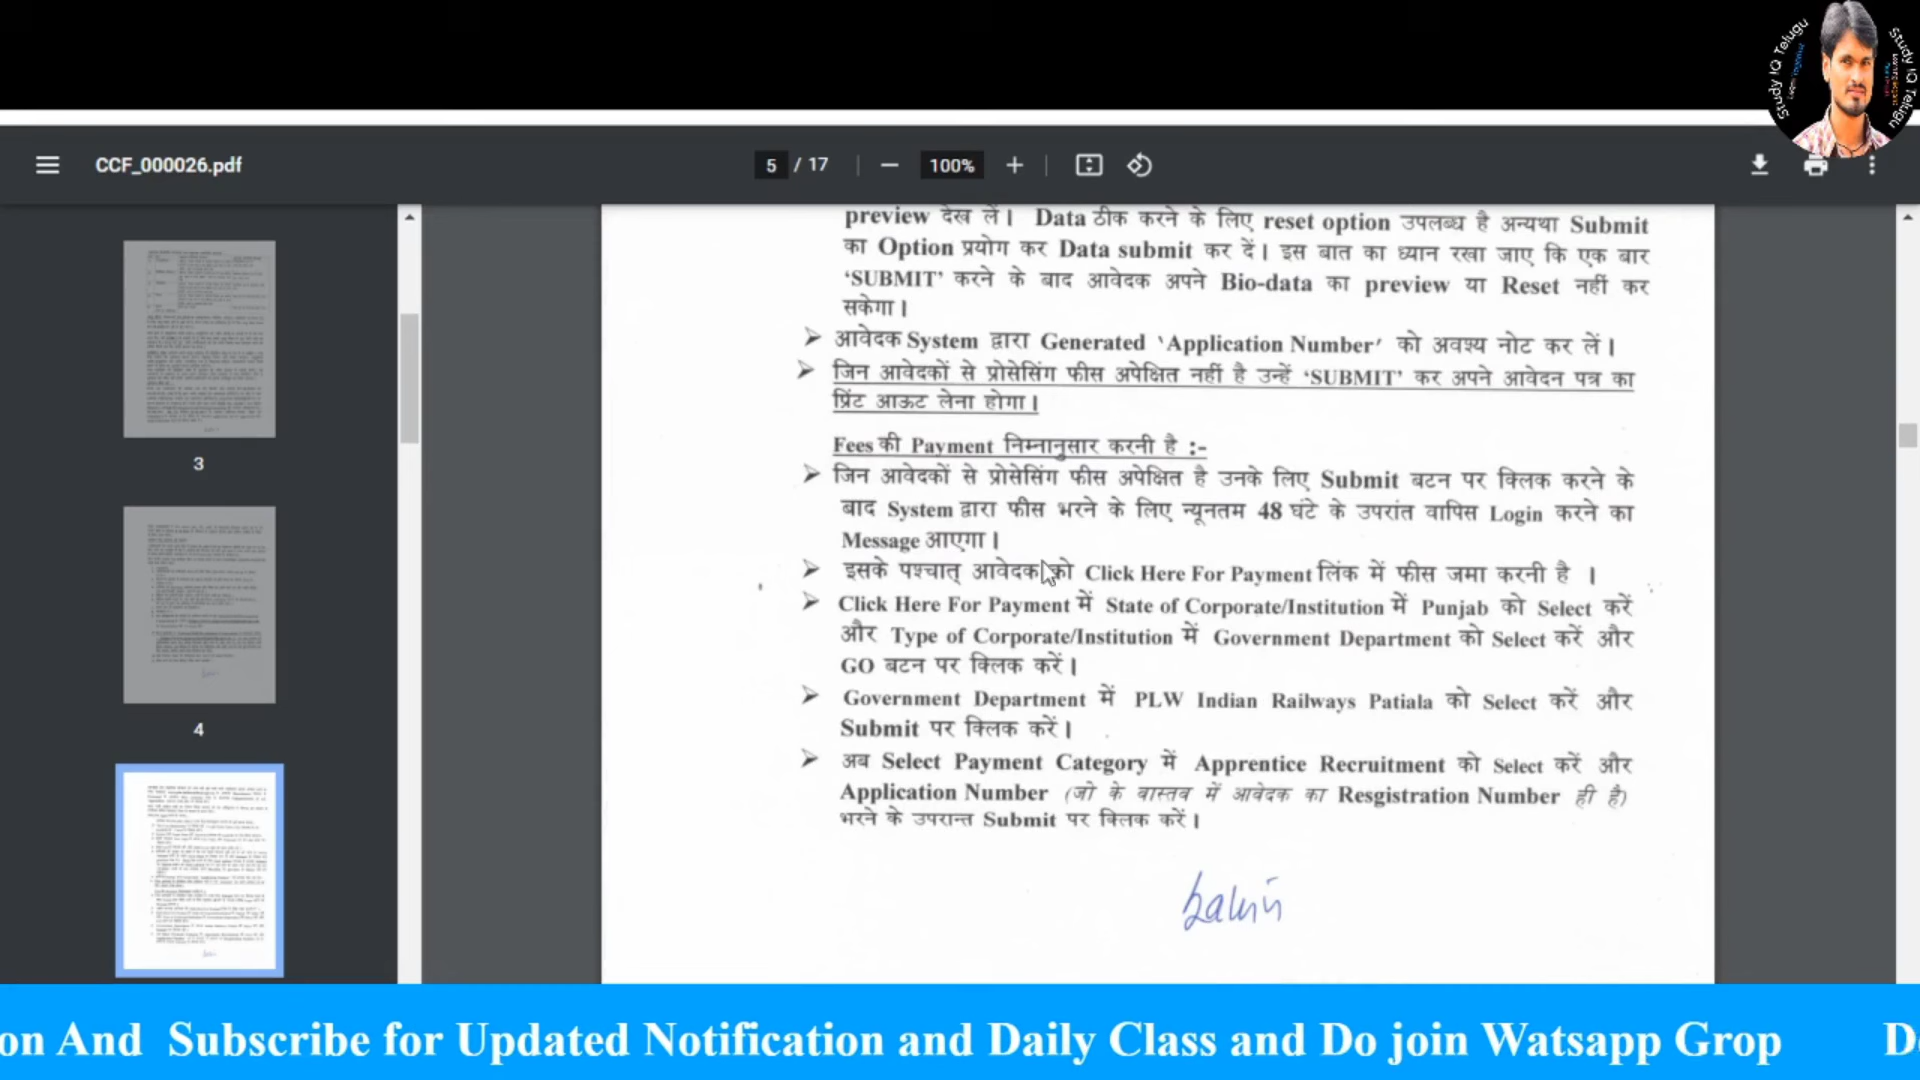 Study IQ Telugu
Study IQ Telugu
CCF_000026.pdf
5 / 17
100%
preview देख लें। Data ठीक करने के लिए reset option उपलब्ध है अन्यथा Submit
का Option प्रयोग कर Data submit कर दें। इस बात का ध्यान रखा जाए कि एक बार
‘SUBMIT’ करने के बाद आवेदक अपने Bio-data का preview या Reset नहीं कर
सकेगा।
आवेदक System द्वारा Generated ‘Application Number’ को अवश्य नोट कर लें।
जिन आवेदकों से प्रोसेसिंग फीस अपेक्षित नहीं है उन्हें ‘SUBMIT’ कर अपने आवेदन पत्र का
प्रिंट आऊट लेना होगा।
Fees की Payment निम्नानुसार करनी है :-
जिन आवेदकों से प्रोसेसिंग फीस अपेक्षित है उनके लिए Submit बटन पर क्लिक करने के
बाद System द्वारा फीस भरने के लिए न्यूनतम 48 घंटे के उपरांत वापिस Login करने का
Message आएगा।
इसके पश्चात् आवेदक को Click Here For Payment लिंक में फीस जमा करनी है ।
Click Here For Payment में State of Corporate/Institution में Punjab को Select करें
और Type of Corporate/Institution में Government Department को Select करें और
GO बटन पर क्लिक करें।
Government Department में PLW Indian Railways Patiala को Select करें और
Submit पर क्लिक करें।
अब Select Payment Category में Apprentice Recruitment को Select करें और
Application Number (जो के वास्तव में आवेदक का Resgistration Number ही है)
भरने के उपरान्त Submit पर क्लिक करें।
3
4
on And Subscribe for Updated Notification and Daily Class and Do join Watsapp Grop